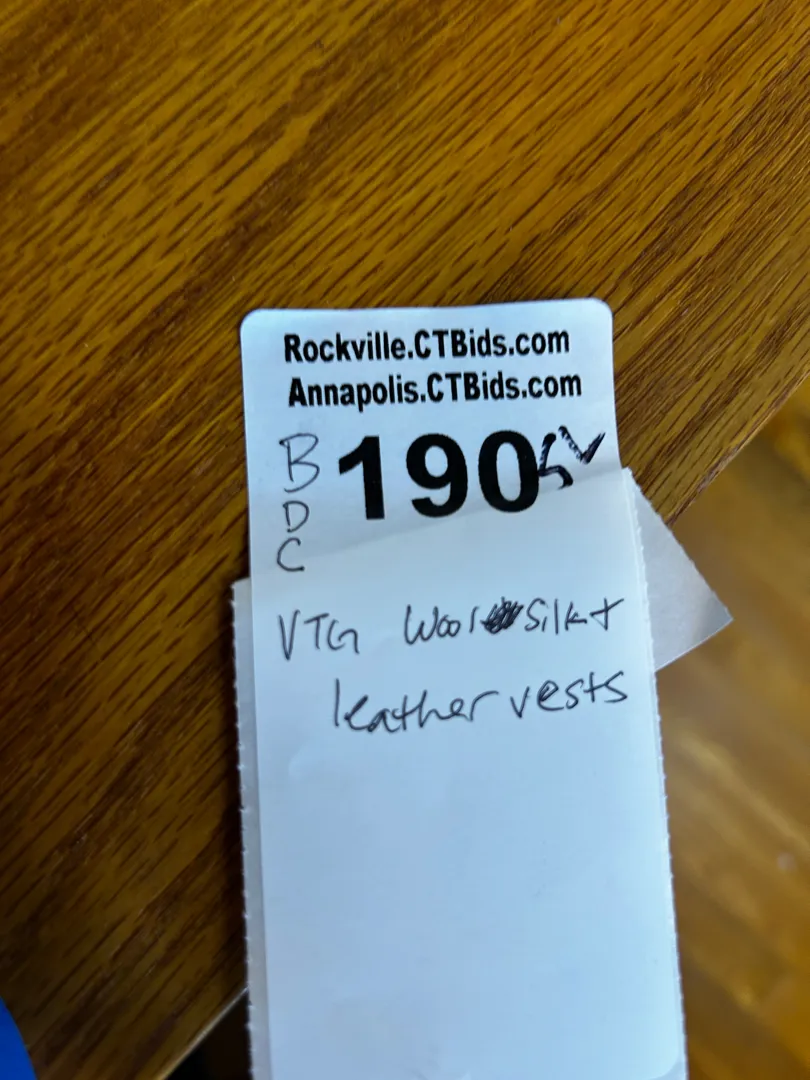 Rockville.CTBids.com
Annapolis.CTBids.com
B 190
D
C
VTG Wool Silk +
leather vests